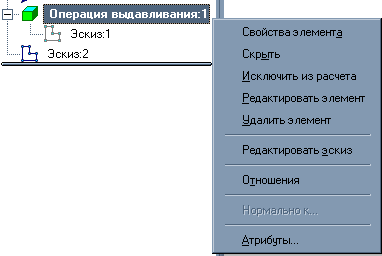 Операция выдавливания:1
Эскиз:1
Эскиз:2
Свойства элемента
Скрыть
Исключить из расчета
Редактировать элемент
Удалить элемент
Редактировать эскиз
Отношения
Нормально к...
Атрибуты...